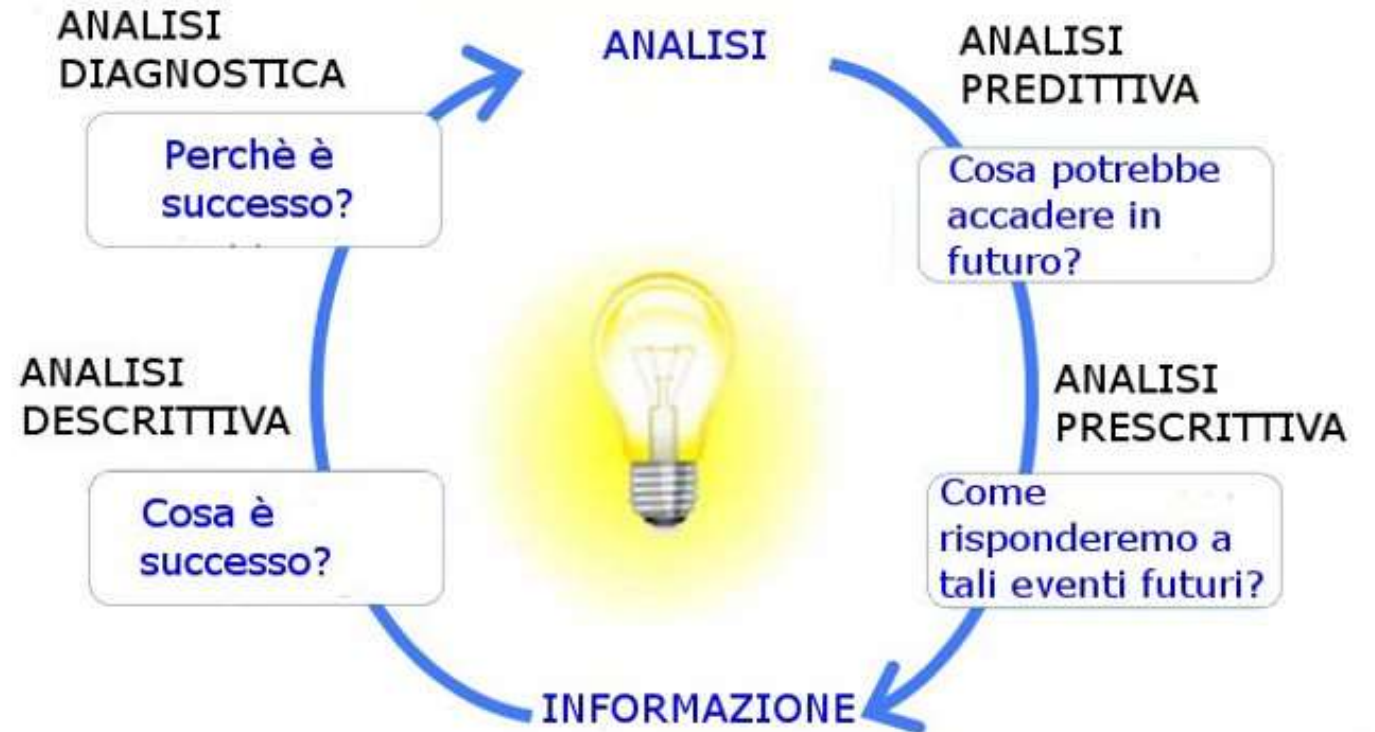 ANALISI
DIAGNOSTICA
Perchè è
successo?
ANALISI
ANALISI
PREDITTIVA
Cosa potrebbe
accadere in
futuro?
ANALISI
DESCRITTIVA
Cosa è
successo?
ANALISI
PRESCRITTIVA
Come
risponderemo a
tali eventi futuri?
INFORMAZIONE